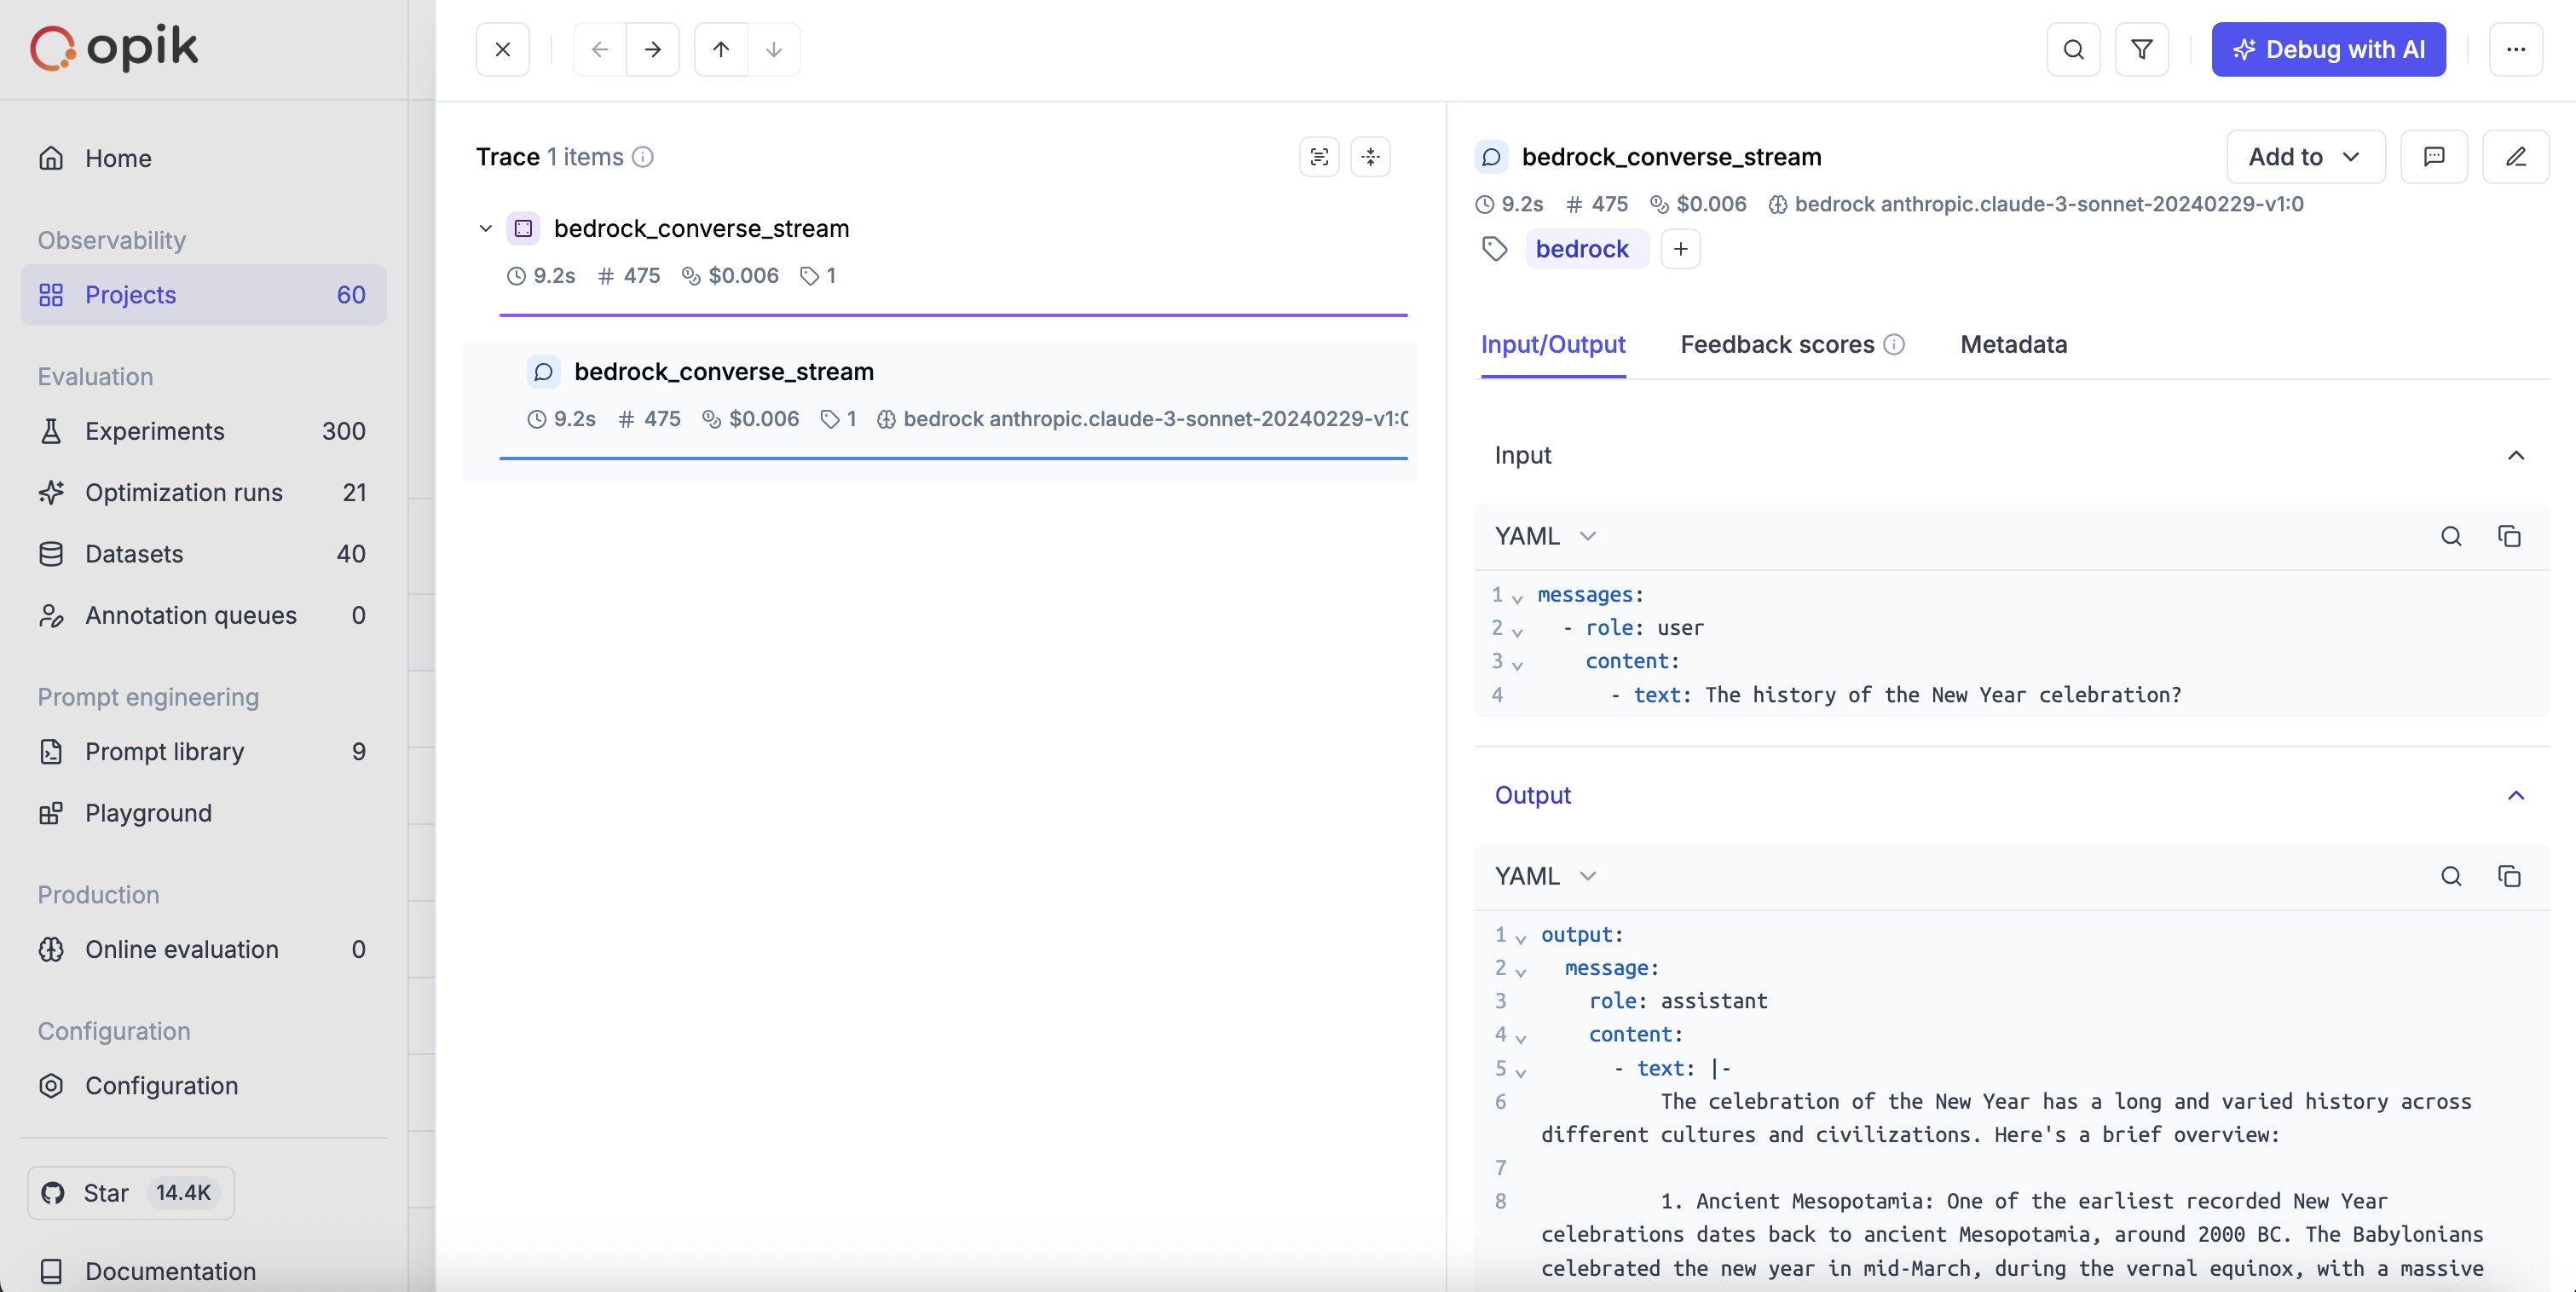 opik
Home
Observability
Projects 60
Evaluation
Experiments 300
Optimization runs 21
Datasets 40
Annotation queues 0
Prompt engineering
Prompt library 9
Playground
Production
Online evaluation 0
Configuration
Configuration
Star 14.4K
Documentation
Debug with AI
Trace 1 items
bedrock_converse_stream
9.2s # 475 $0.006 1
bedrock_converse_stream
9.2s # 475 $0.006 1 bedrock anthropic.claude-3-sonnet-20240229-v1:0
bedrock_converse_stream
Add to
9.2s # 475 $0.006 bedrock anthropic.claude-3-sonnet-20240229-v1:0
bedrock +
Input/Output Feedback scores Metadata
Input
YAML
1 messages:
2 - role: user
3 content:
4 - text: The history of the New Year celebration?
Output
YAML
1 output:
2 message:
3 role: assistant
4 content:
5 - text: |-
6 The celebration of the New Year has a long and varied history across
different cultures and civilizations. Here's a brief overview:
7
8 1. Ancient Mesopotamia: One of the earliest recorded New Year
celebrations dates back to ancient Mesopotamia, around 2000 BC. The Babylonians
celebrated the new year in mid-March, during the vernal equinox, with a massive